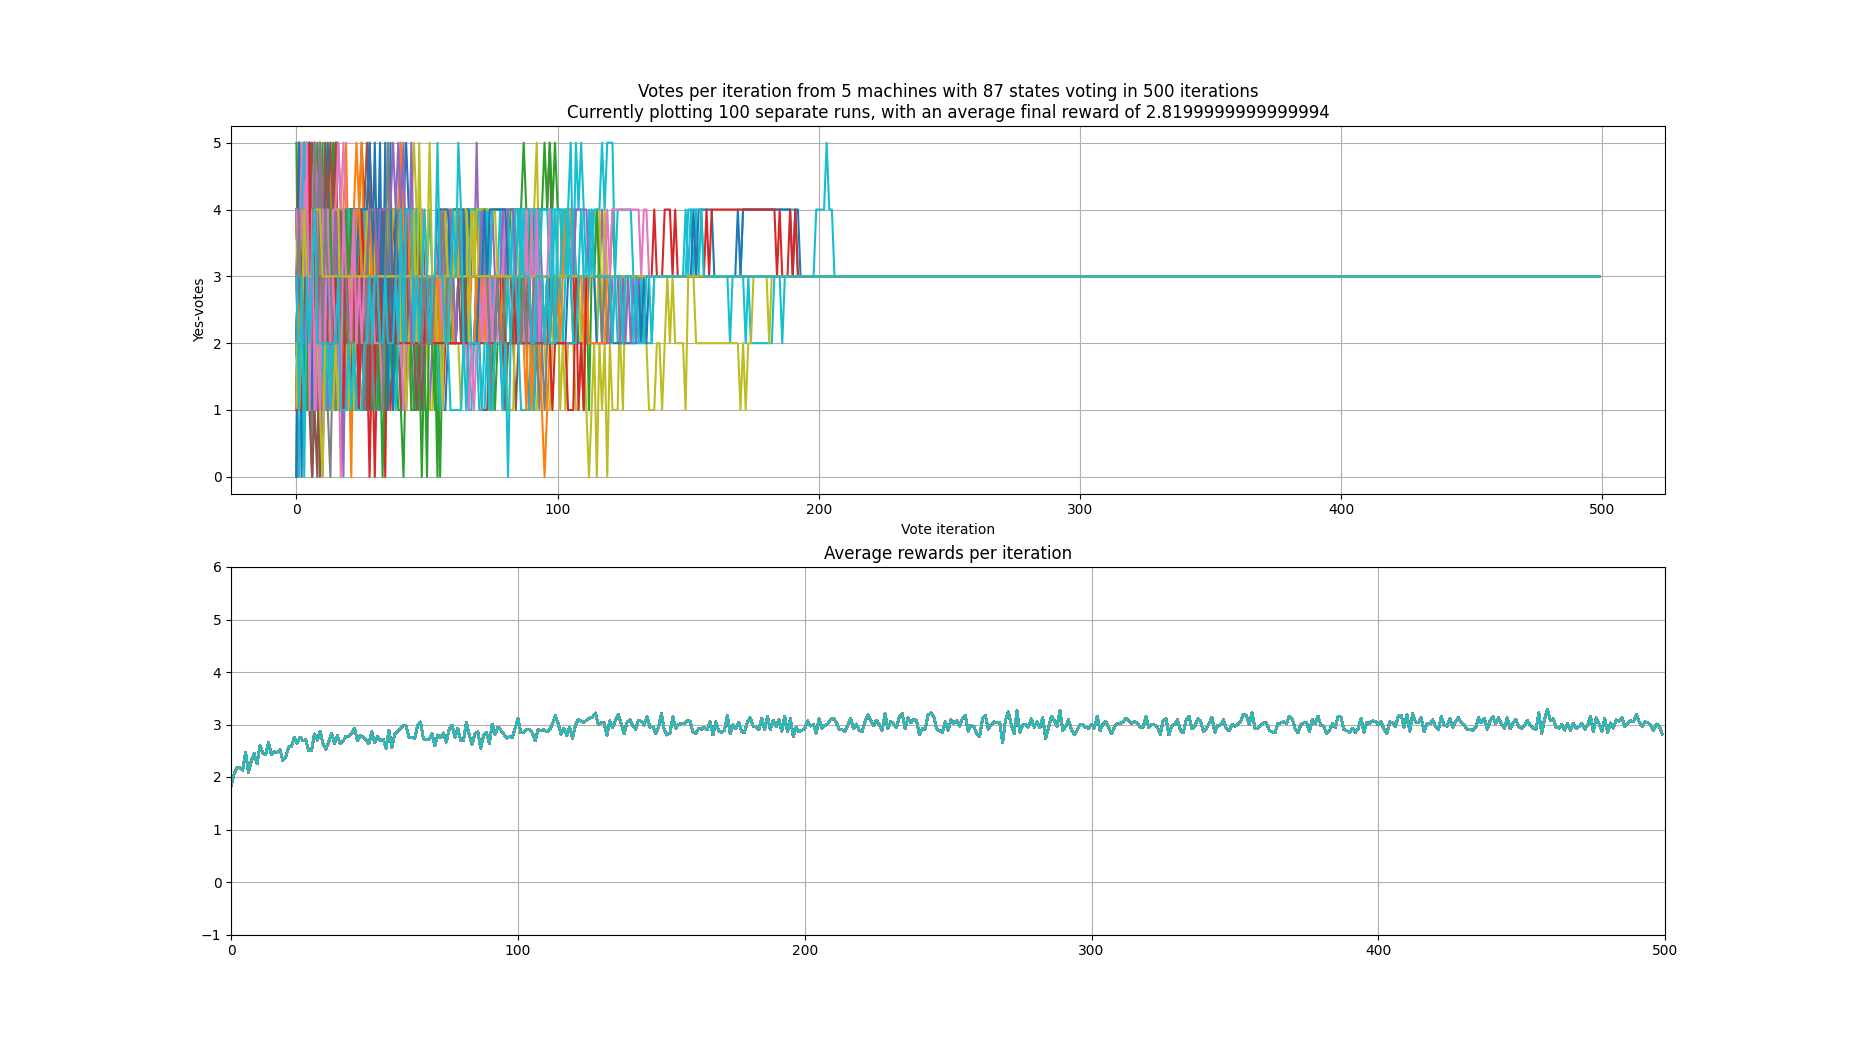 Votes per iteration from 5 machines with 87 states voting in 500 iterations
Currently plotting 100 separate runs, with an average final reward of 2.8199999999999994
5
4
3
2
1
0
Yes-votes
0 100 200 300 400 500
Vote iteration
Average rewards per iteration
6
5
4
3
2
1
0
−1
0 100 200 300 400 500